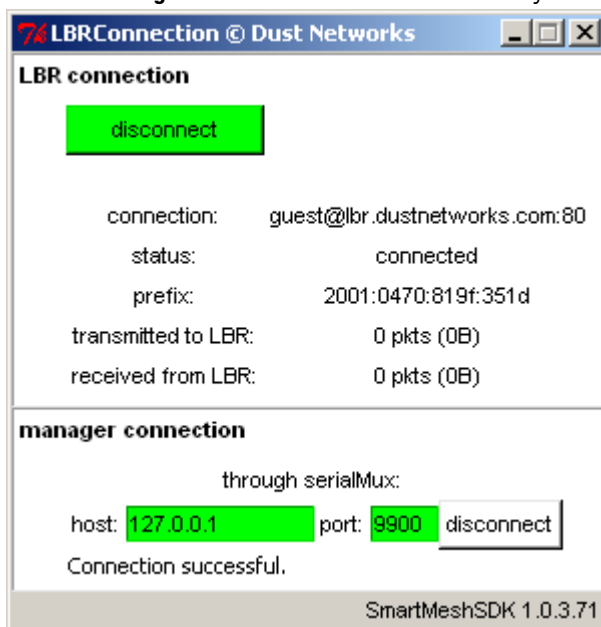 LBRConnection © Dust Networks
LBR connection
disconnect
connection: guest@lbr.dustnetworks.com:80
status: connected
prefix: 2001:0470:819f:351d
transmitted to LBR: 0 pkts (0B)
received from LBR: 0 pkts (0B)
manager connection
through serialMux:
host: 127.0.0.1 port: 9900 disconnect
Connection successful.
SmartMeshSDK 1.0.3.71